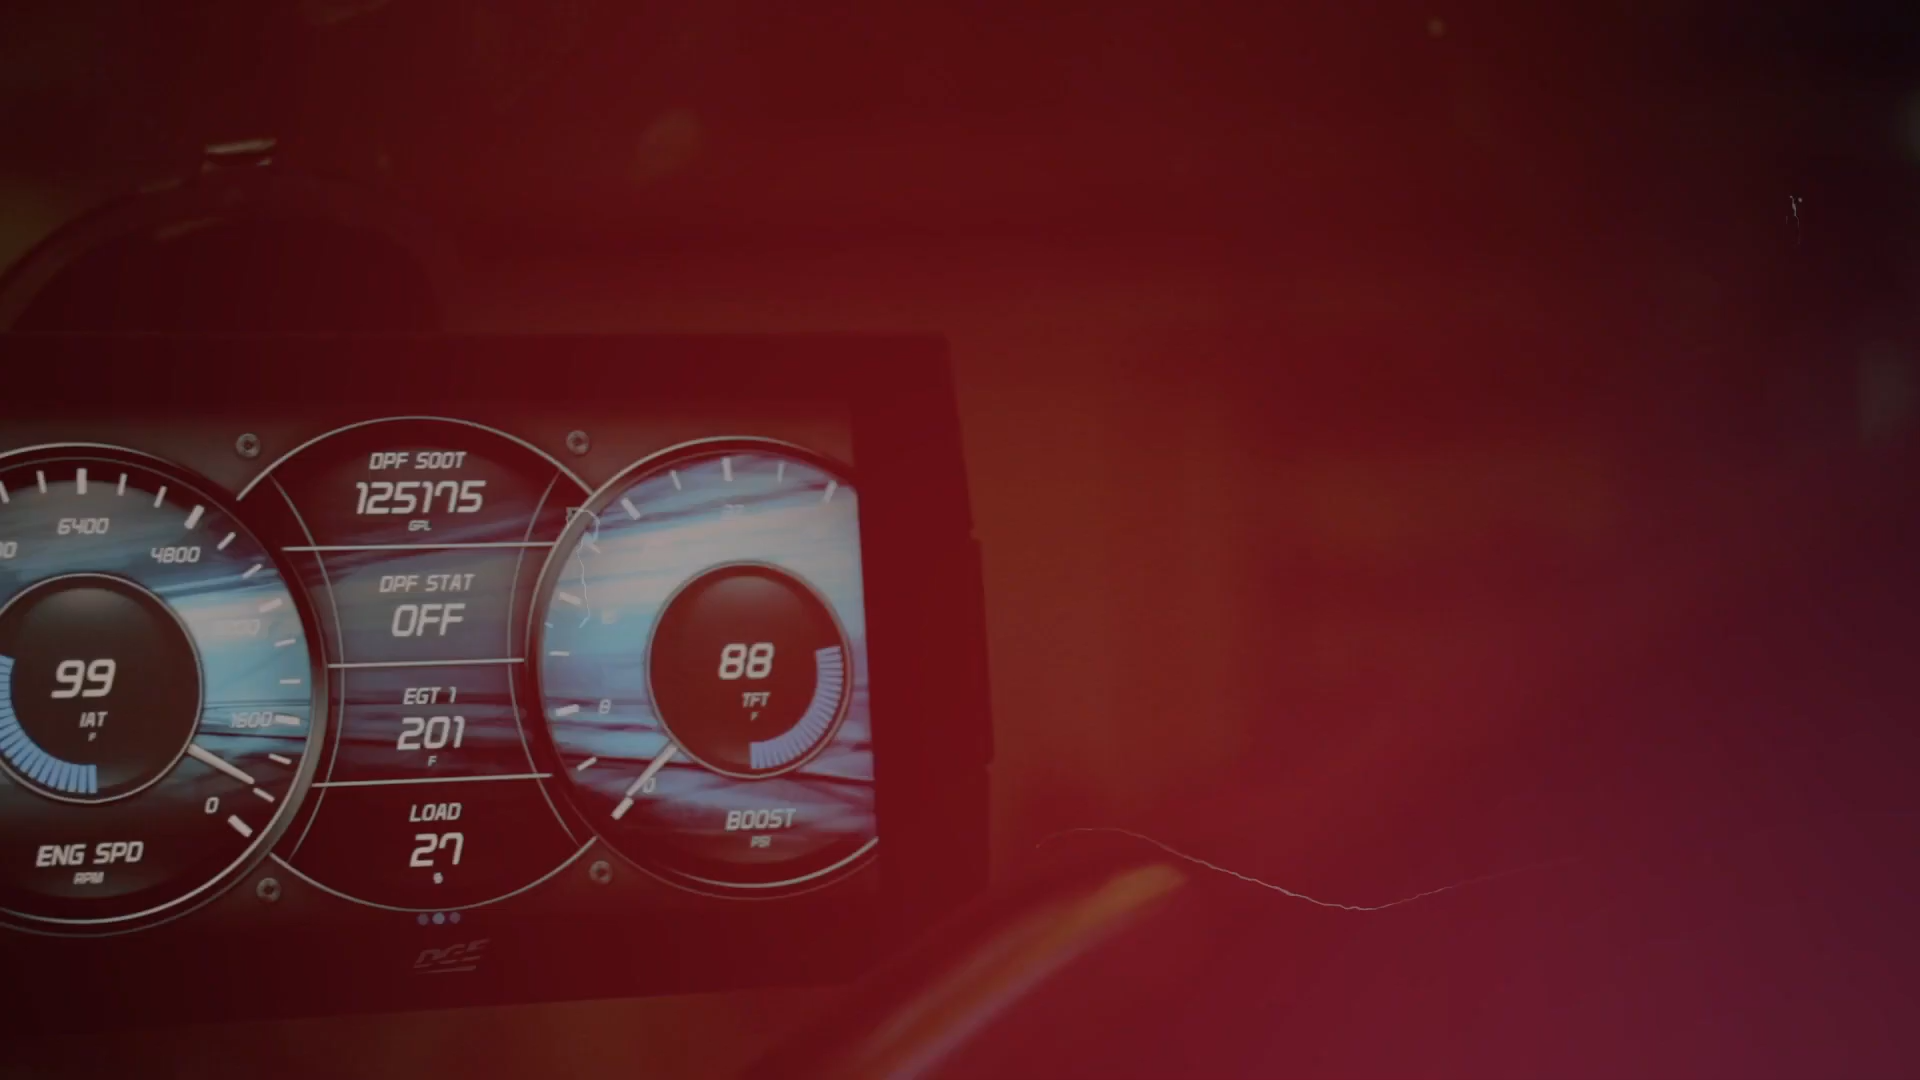 DPF SOOT
125175
GPL
DPF STAT
OFF
EGT 1
201
F
LOAD
27
%
6400
4800
1600
0
99
IAT
F
ENG SPD
RPM
8
0
88
TFT
F
BOOST
PSI